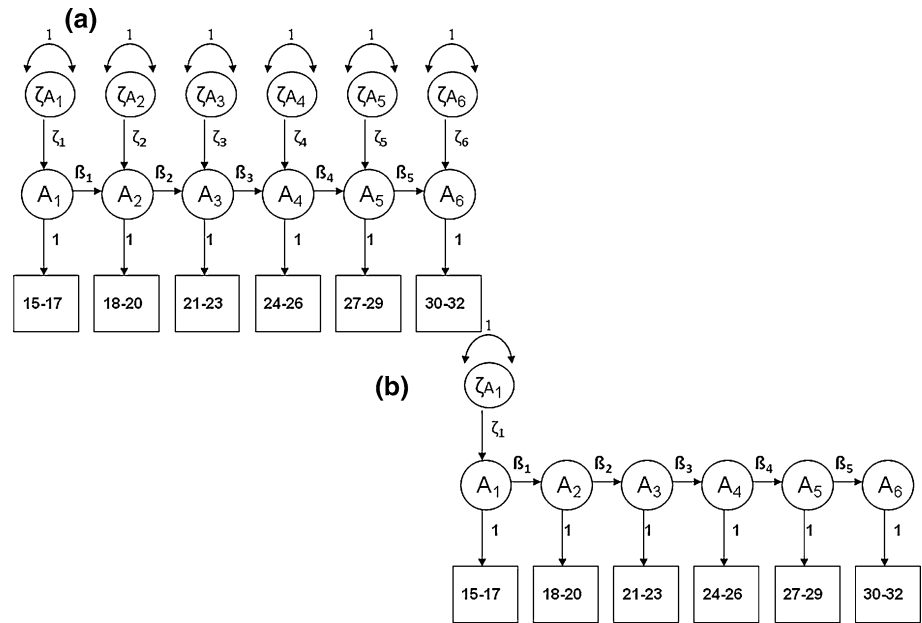 (a)
1 1 1 1 1 1
ζA₁ ζA₂ ζA₃ ζA₄ ζA₅ ζA₆
ζ₁ ζ₂ ζ₃ ζ₄ ζ₅ ζ₆
ß₁ ß₂ ß₃ ß₄ ß₅
A₁ A₂ A₃ A₄ A₅ A₆
1 1 1 1 1 1
15-17 18-20 21-23 24-26 27-29 30-32
(b)
1
ζA₁
ζ₁
ß₁ ß₂ ß₃ ß₄ ß₅
A₁ A₂ A₃ A₄ A₅ A₆
1 1 1 1 1 1
15-17 18-20 21-23 24-26 27-29 30-32